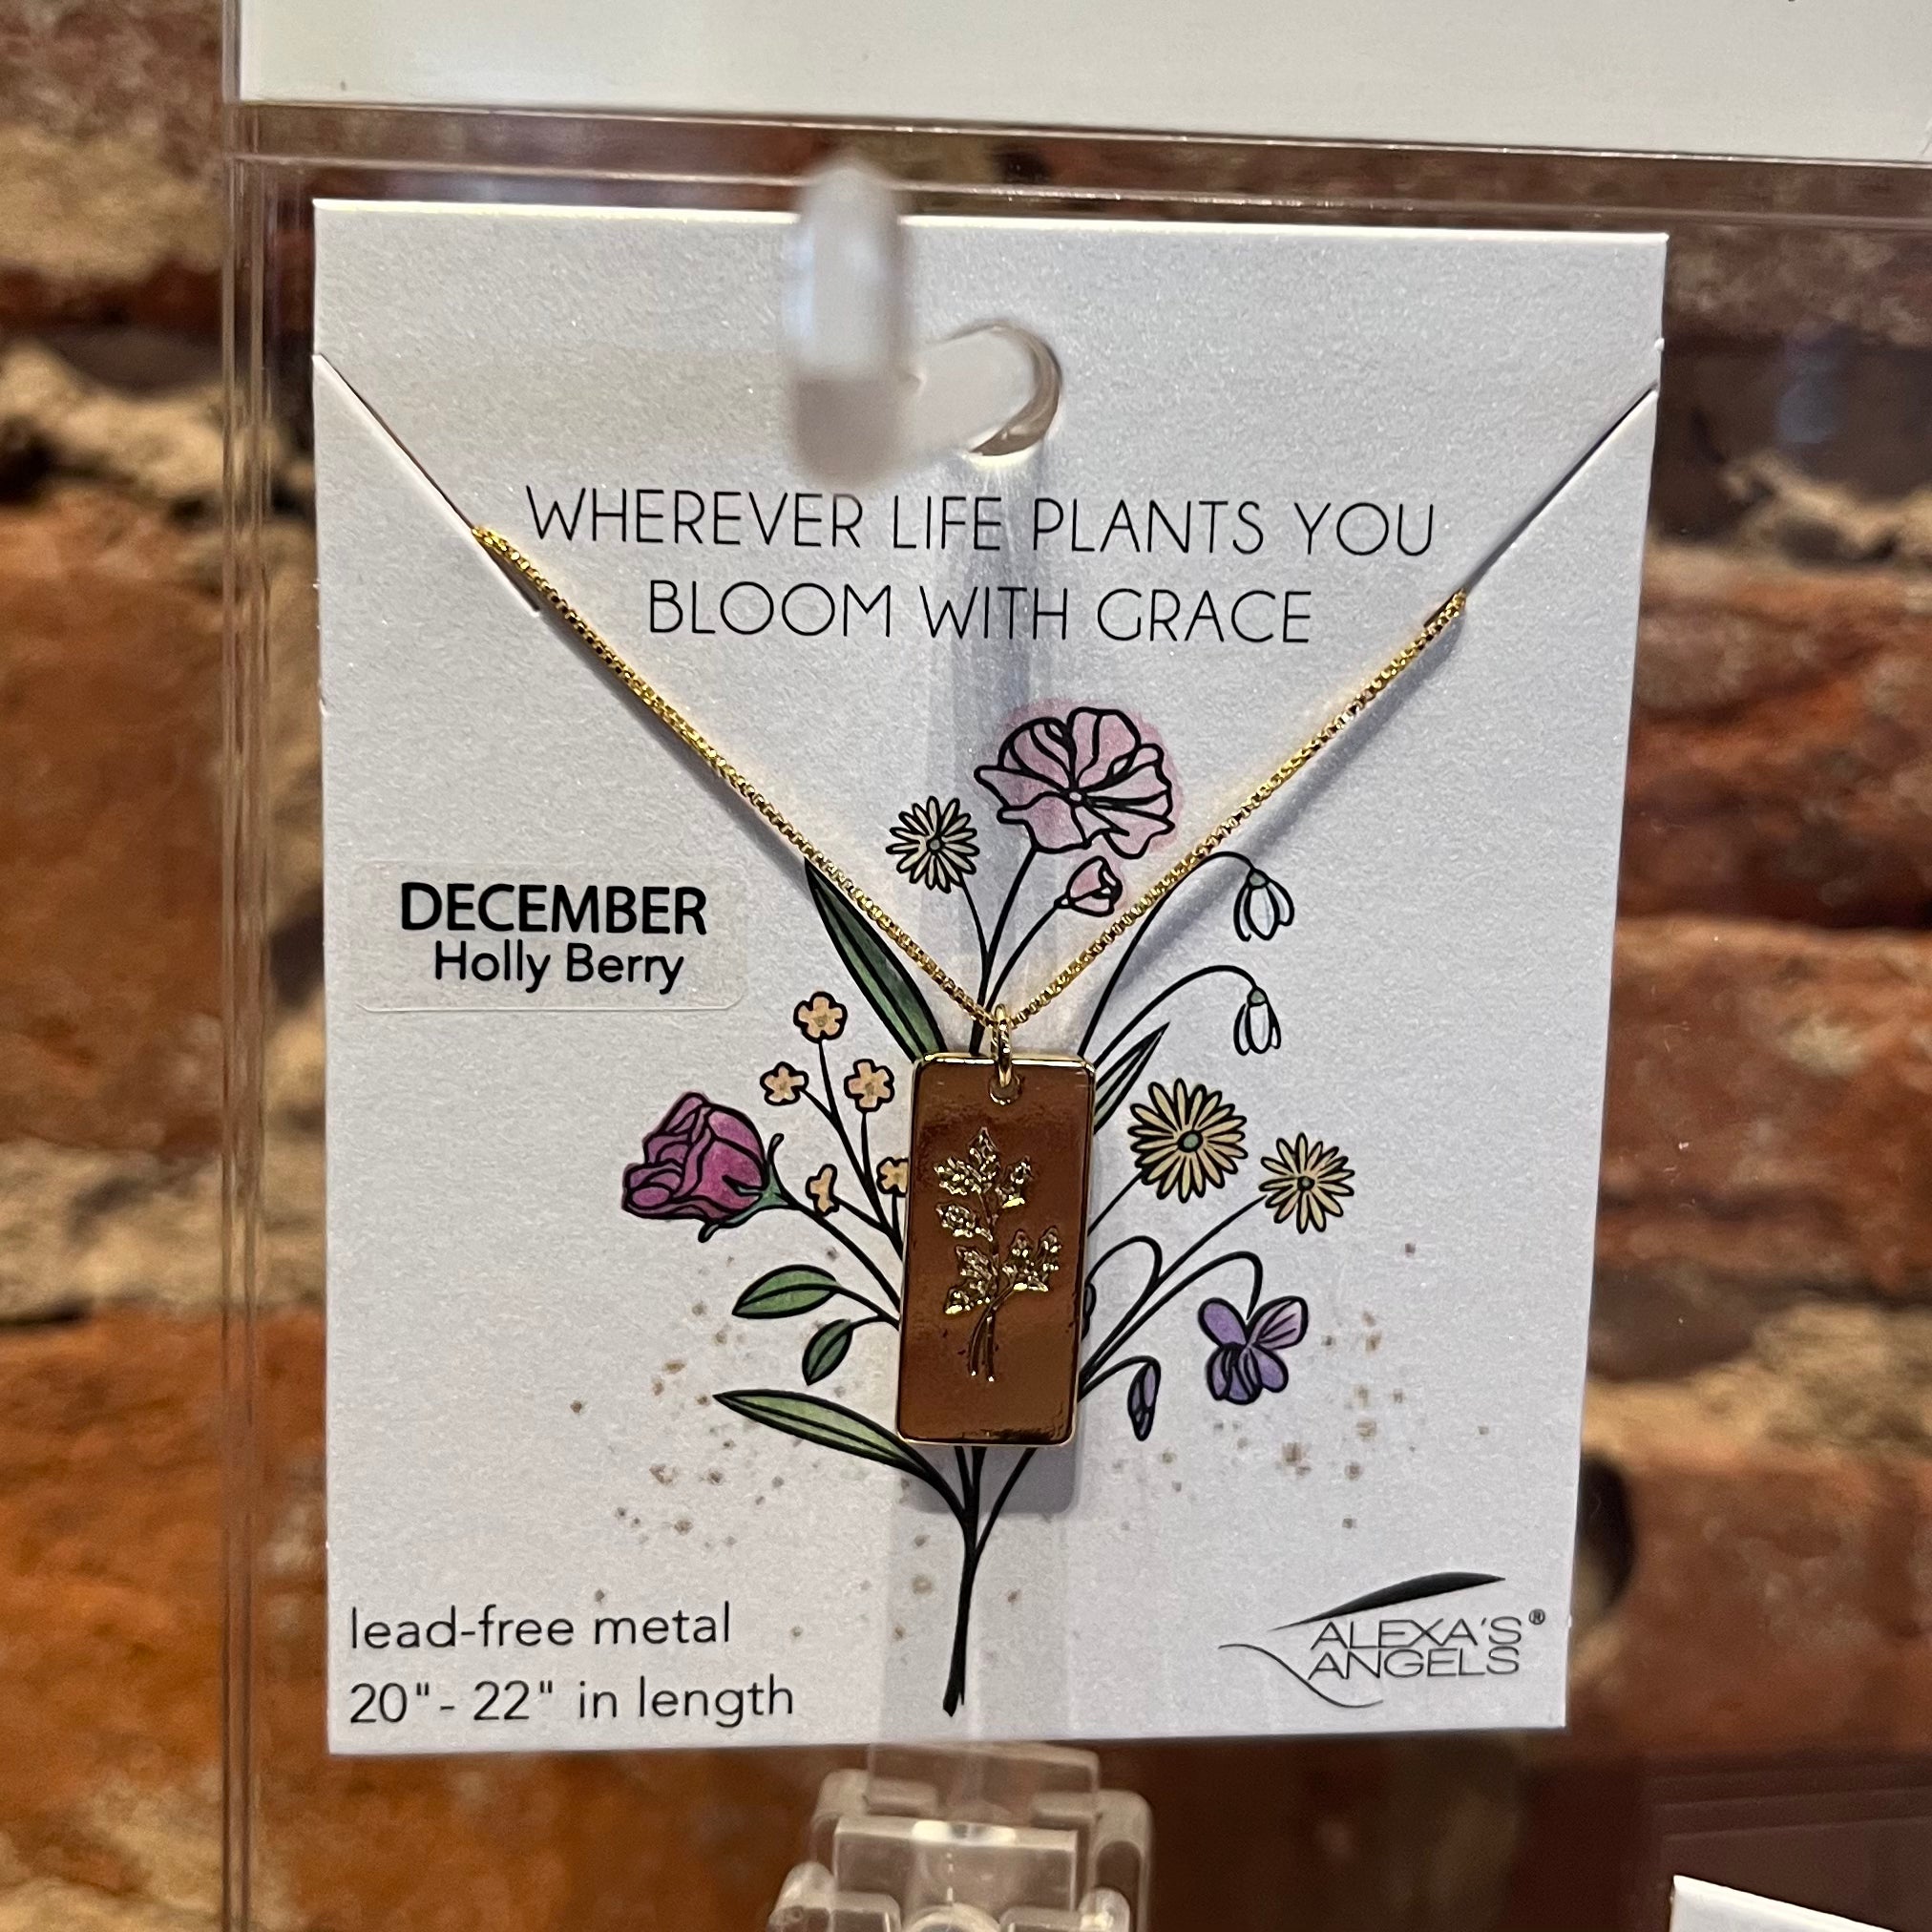 WHEREVER LIFE PLANTS YOU
BLOOM WITH GRACE
DECEMBER
Holly Berry
lead-free metal
20"- 22" in length
ALEXA'S®
ANGELS